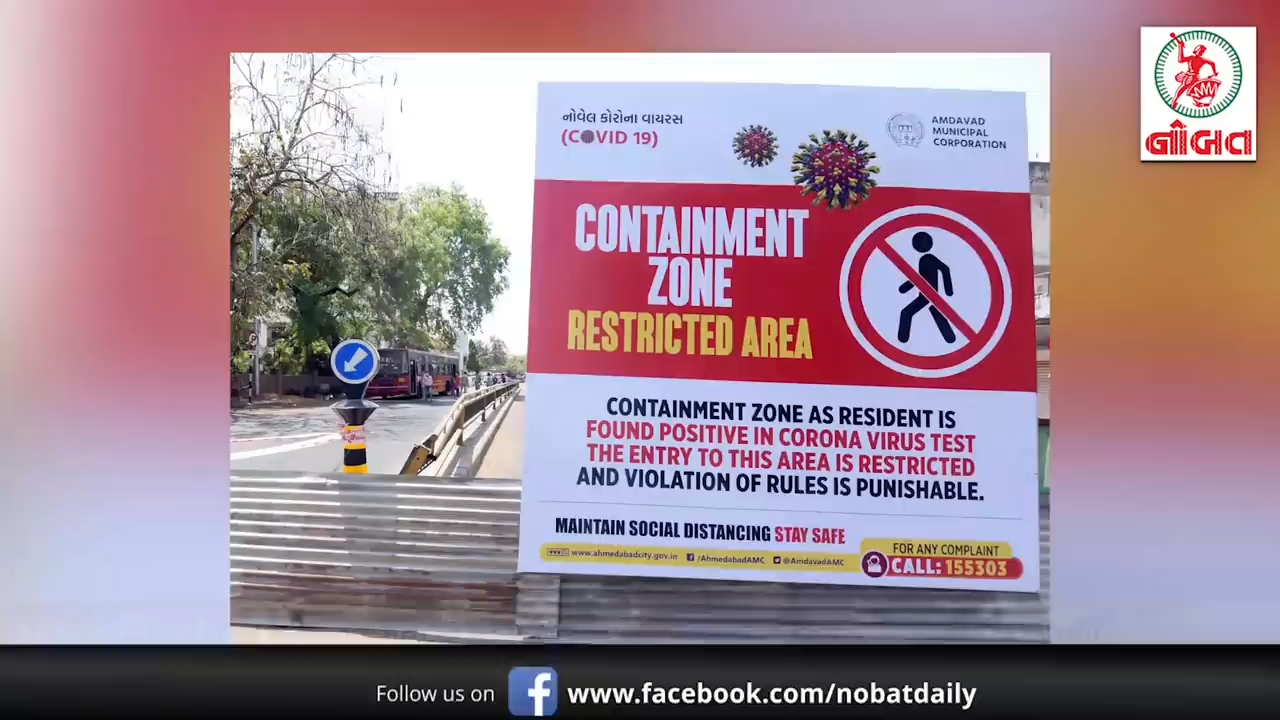 નોબત
નોવેલ કોરોના વાયરસ
(COVID 19)
AMDAVAD
MUNICIPAL
CORPORATION
CONTAINMENT
ZONE
RESTRICTED AREA
CONTAINMENT ZONE AS RESIDENT IS
FOUND POSITIVE IN CORONA VIRUS TEST
THE ENTRY TO THIS AREA IS RESTRICTED
AND VIOLATION OF RULES IS PUNISHABLE.
MAINTAIN SOCIAL DISTANCING STAY SAFE
www.ahmedabadcity.gov.in /AhmedabadAMC @AmdavadAMC
FOR ANY COMPLAINT
CALL: 155303
Follow us on www.facebook.com/nobatdaily